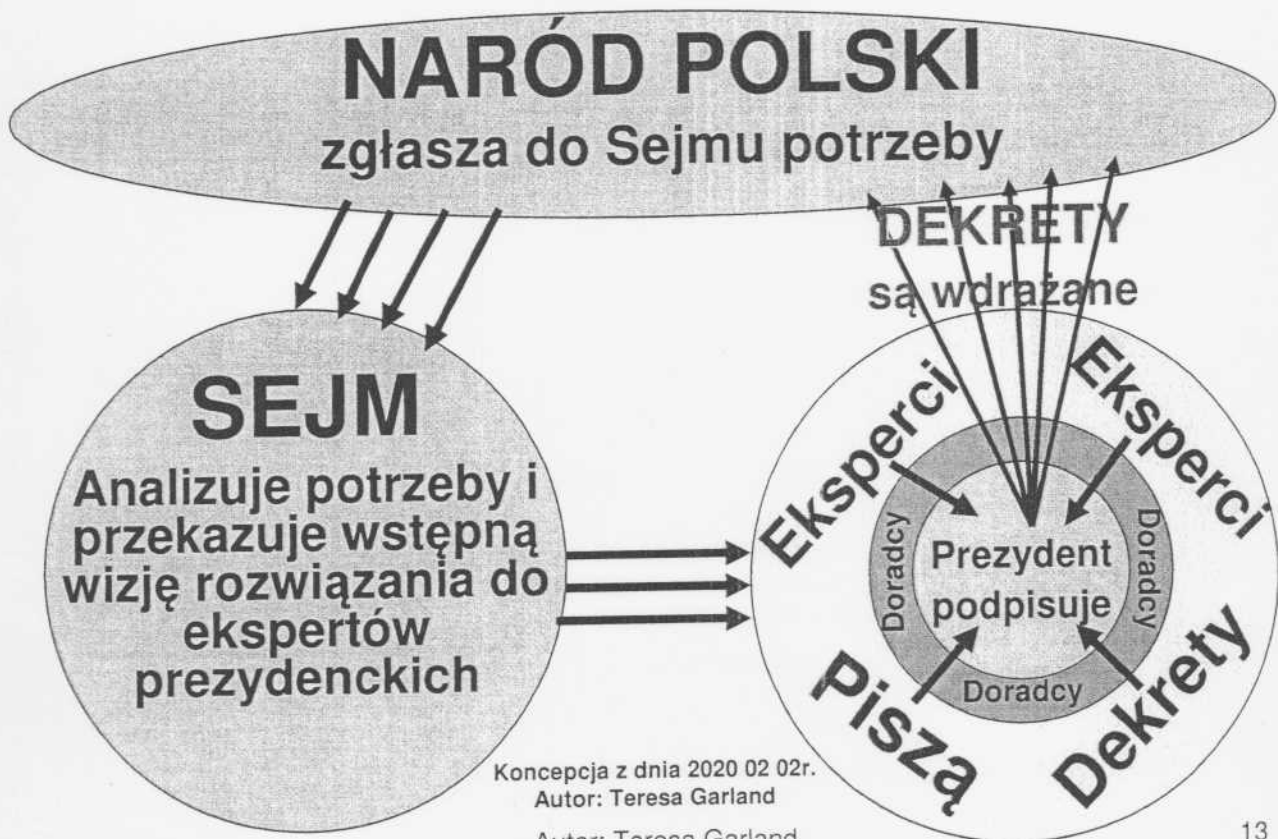 NARÓD POLSKI
zgłasza do Sejmu potrzeby
DEKRETY
są wdrażane
SEJM
Analizuje potrzeby i
przekazuje wstępną
wizję rozwiązania do
ekspertów
prezydenckich
Eksperci
Eksperci
Doradcy
Doradcy
Prezydent
podpisuje
Doradcy
Piszą
Dekrety
Koncepcja z dnia 2020 02 02r.
Autor: Teresa Garland
Autor: Teresa Garland
13